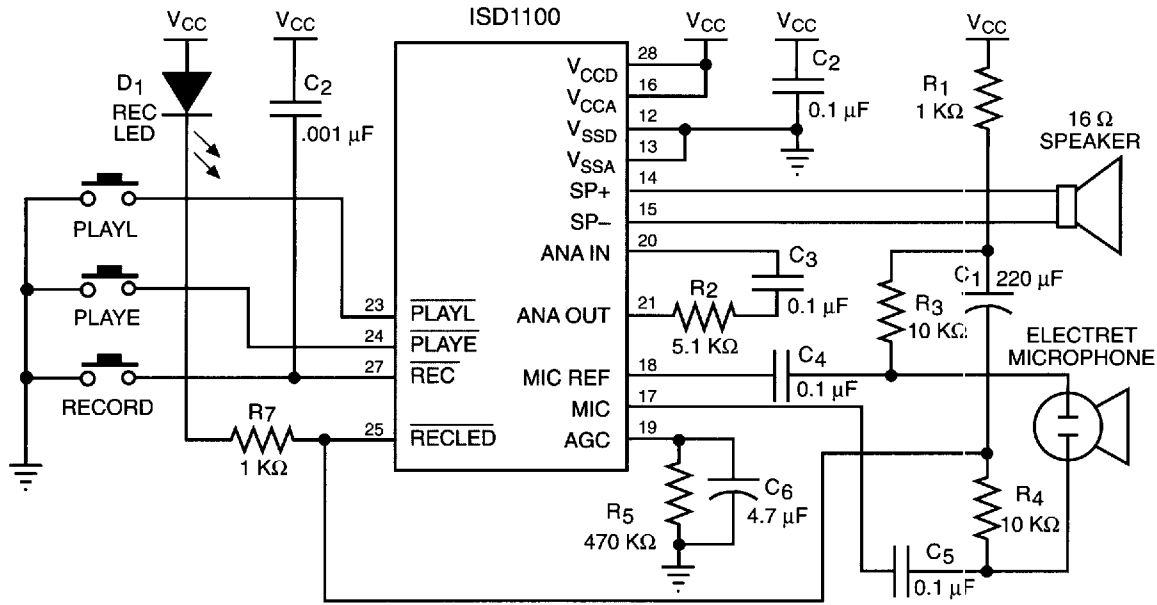 ISD1100
VCC
VCC
VCC
VCC
VCC
D1
REC
LED
C2
.001 µF
28
VCCD
16
VCCA
12
VSSD
13
VSSA
14
SP+
15
SP–
20
ANA IN
21
ANA OUT
18
MIC REF
17
MIC
19
AGC
C2
0.1 µF
R1
1 KΩ
16 Ω
SPEAKER
PLAYL
PLAYE
RECORD
23
PLAYL
24
PLAYE
27
REC
25
RECLED
R7
1 KΩ
C3
0.1 µF
R2
5.1 KΩ
R3
10 KΩ
C1
220 µF
C4
0.1 µF
ELECTRET
MICROPHONE
R5
470 KΩ
C6
4.7 µF
R4
10 KΩ
C5
0.1 µF